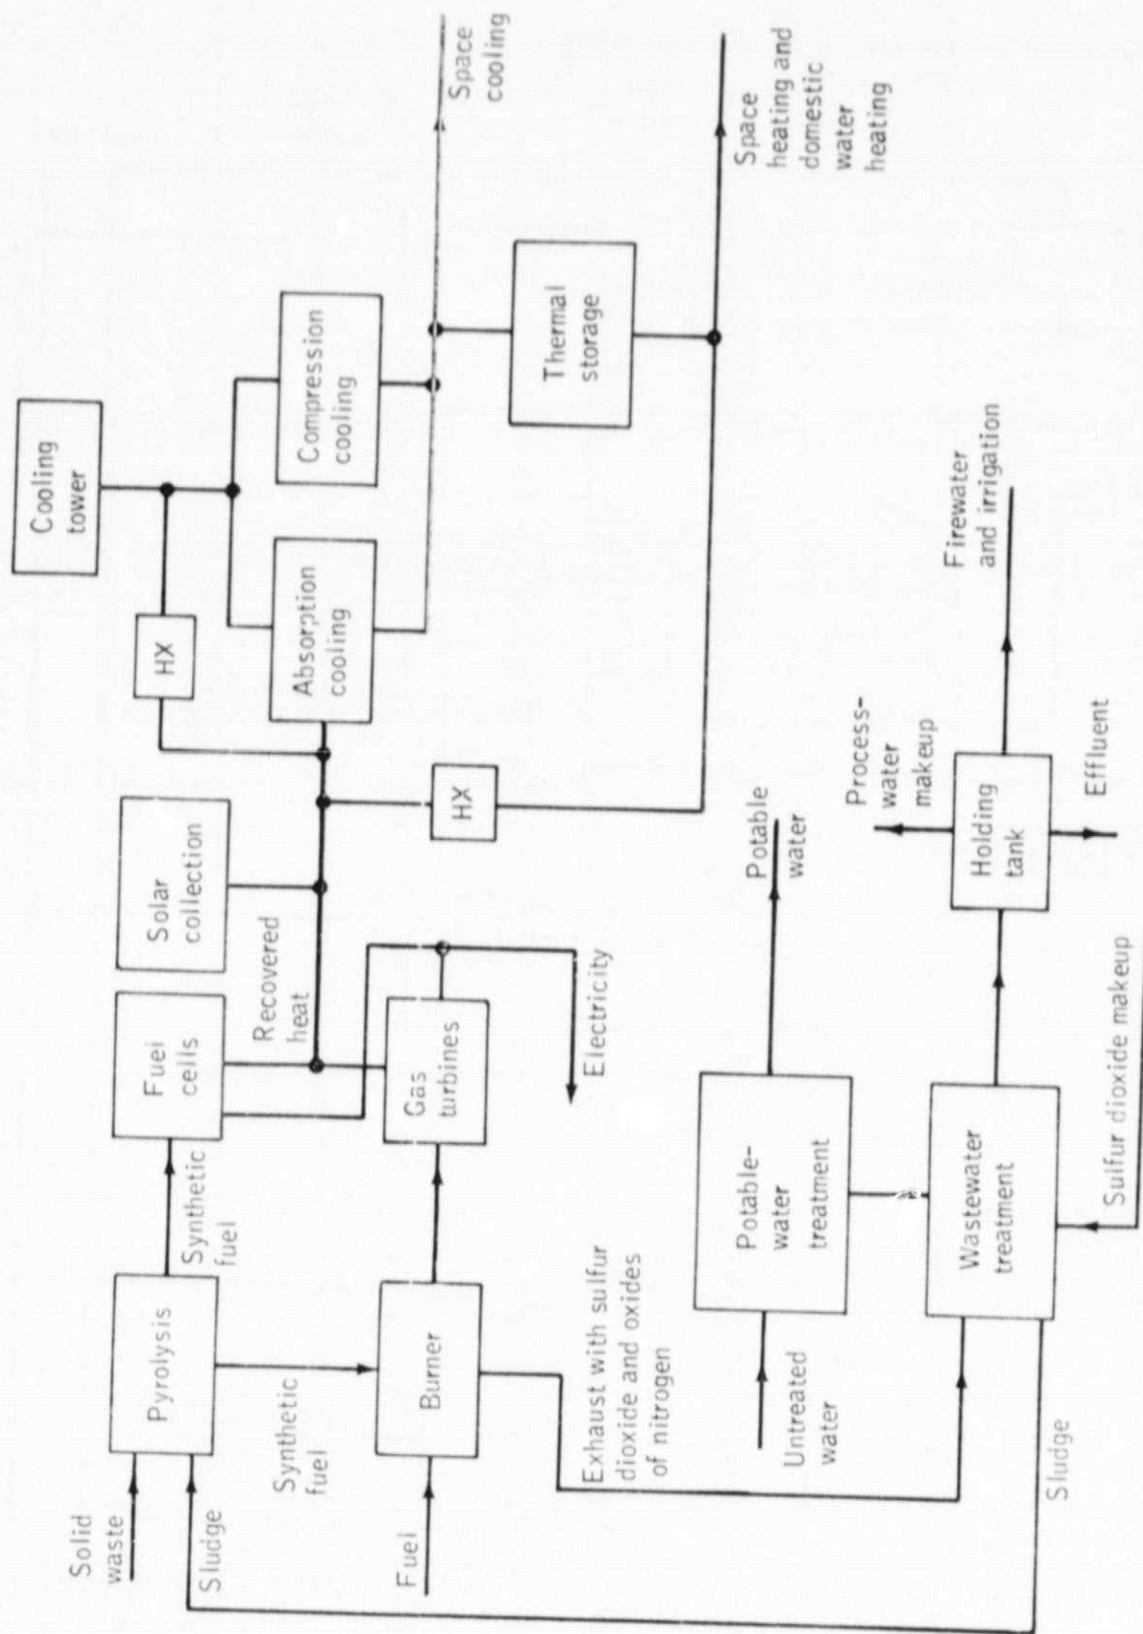 Solid
waste
Sludge
Pyrolysis
Synthetic
fuel
Fuel
cells
Solar
collection
HX
Cooling
tower
Recovered
heat
Absorption
cooling
Compression
cooling
Space
cooling
Synthetic
fuel
Fuel
Burner
Gas
turbines
Electricity
HX
Thermal
storage
Space
heating and
domestic
water
heating
Exhaust with sulfur
dioxide and oxides
of nitrogen
Untreated
water
Potable-
water
treatment
Potable
water
Process-
water
makeup
Firewater
and irrigation
Wastewater
treatment
Holding
tank
Effluent
Sludge
Sulfur dioxide makeup